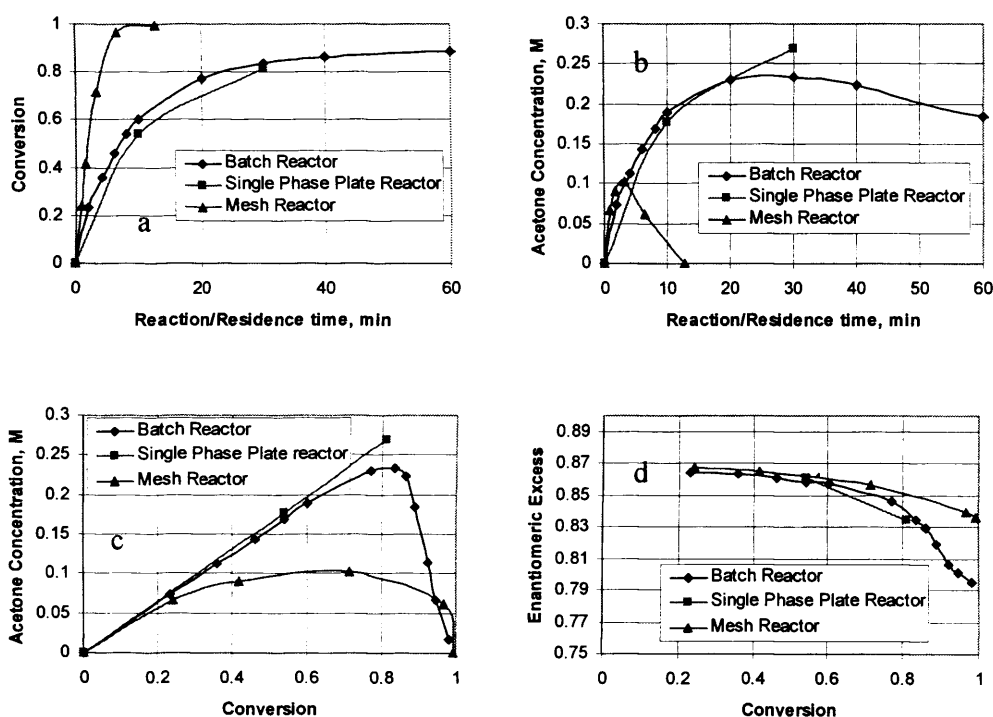 1
0.8
0.6
0.4
0.2
0
Conversion
a
Batch Reactor
Single Phase Plate Reactor
Mesh Reactor
0 20 40 60
Reaction/Residence time, min
0.3
0.25
0.2
0.15
0.1
0.05
0
Acetone Concentration, M
b
Batch Reactor
Single Phase Plate Reactor
Mesh Reactor
0 10 20 30 40 50 60
Reaction/Residence time, min
0.3
0.25
0.2
0.15
0.1
0.05
0
Acetone Concentration, M
Batch Reactor
Single Phase Plate reactor
Mesh Reactor
c
0 0.2 0.4 0.6 0.8 1
Conversion
0.89
0.87
0.85
0.83
0.81
0.79
0.77
0.75
Enantiomeric Excess
d
Batch Reactor
Single Phase Plate Reactor
Mesh Reactor
0 0.2 0.4 0.6 0.8 1
Conversion